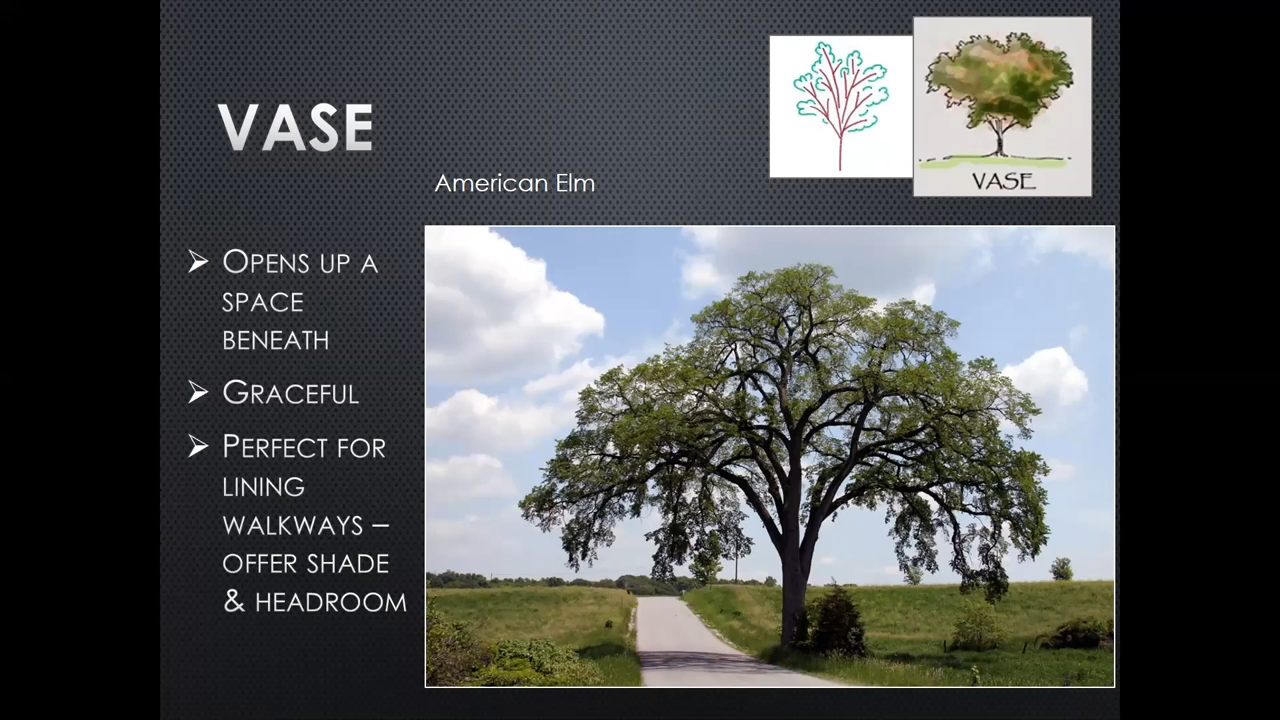 VASE
American Elm
VASE
➢ OPENS UP A
SPACE
BENEATH
➢ GRACEFUL
➢ PERFECT FOR
LINING
WALKWAYS –
OFFER SHADE
& HEADROOM